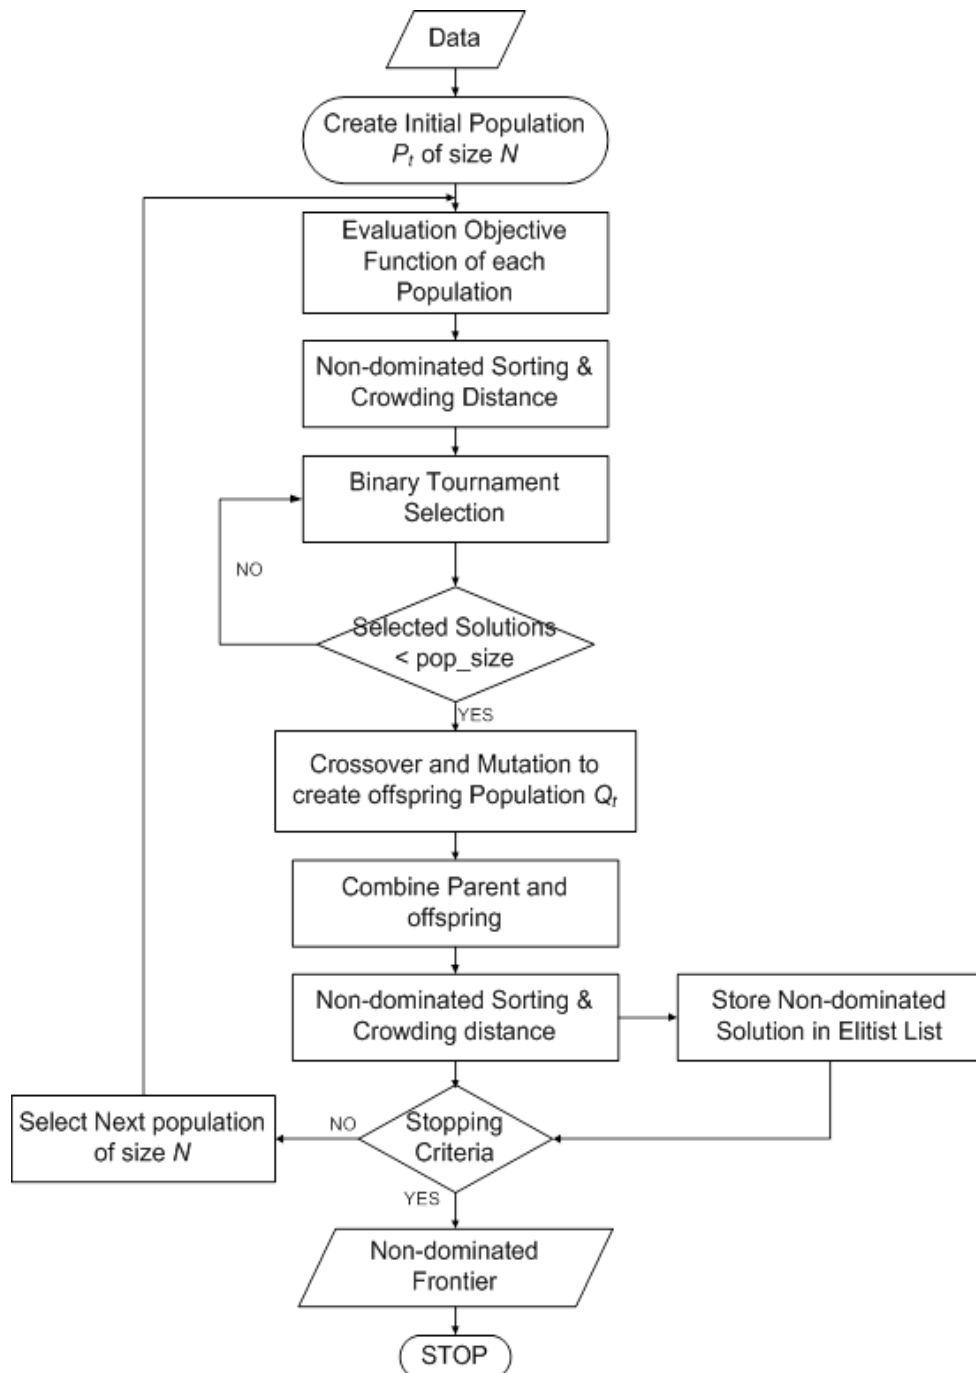 Data
Create Initial Population
Pt of size N
Evaluation Objective
Function of each
Population
Non-dominated Sorting &
Crowding Distance
Binary Tournament
Selection
NO
Selected Solutions
< pop_size
YES
Crossover and Mutation to
create offspring Population Qt
Combine Parent and
offspring
Non-dominated Sorting &
Crowding distance
Store Non-dominated
Solution in Elitist List
Select Next population
of size N
NO
Stopping
Criteria
YES
Non-dominated
Frontier
STOP